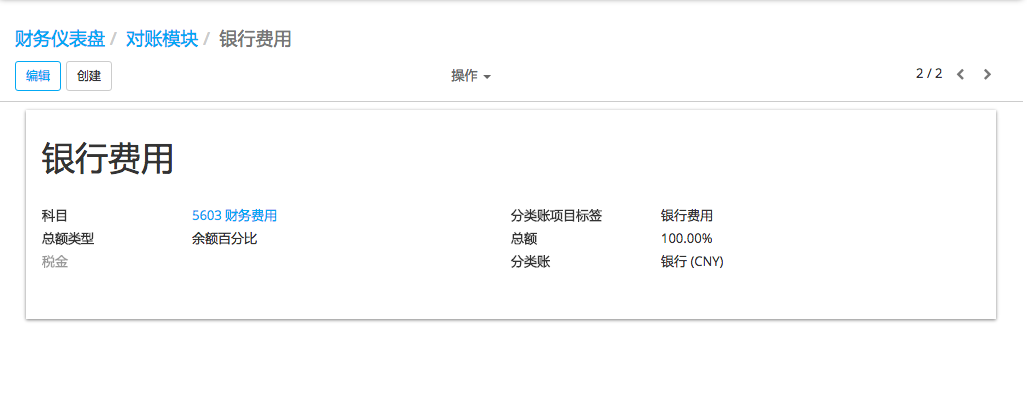 财务仪表盘 / 对账模块 / 银行费用
编辑 创建 操作 2 / 2
银行费用
科目 5603 财务费用 分类账项目标签 银行费用
总额类型 余额百分比 总额 100.00%
税金 分类账 银行 (CNY)